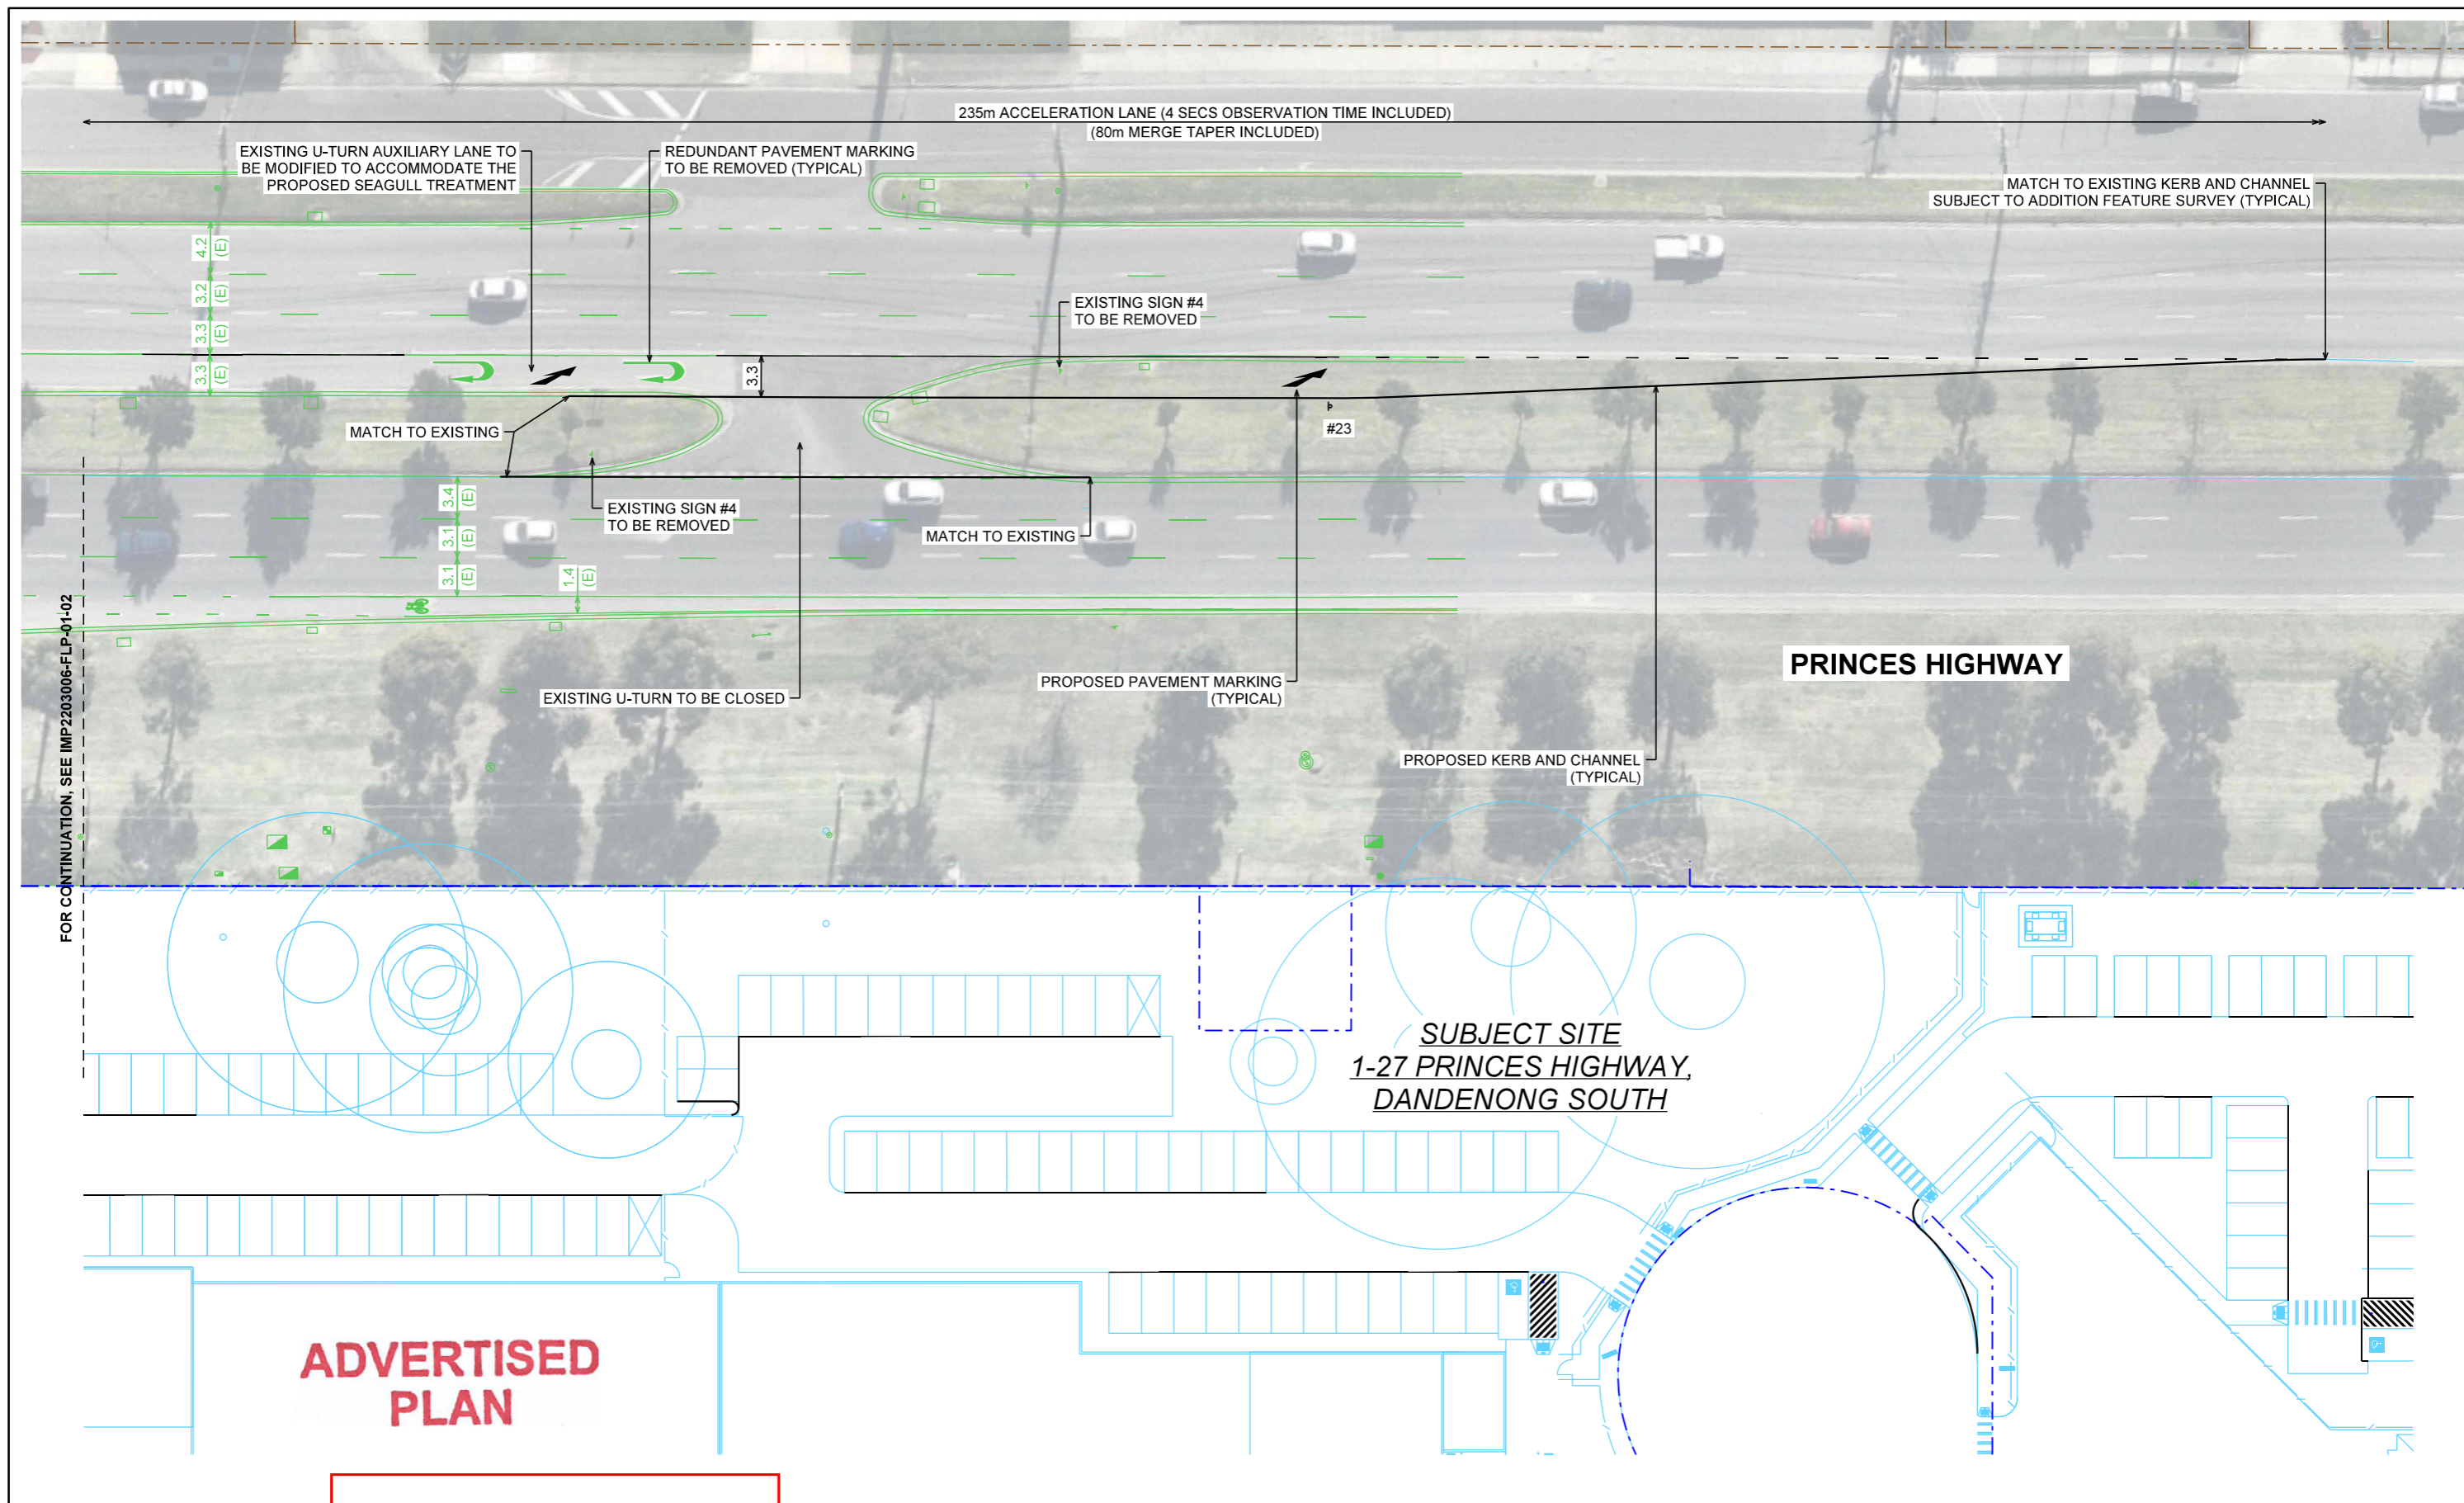 235m ACCELERATION LANE (4 SECS OBSERVATION TIME INCLUDED)
(80m MERGE TAPER INCLUDED)
EXISTING U-TURN AUXILIARY LANE TO
BE MODIFIED TO ACCOMMODATE THE
PROPOSED SEAGULL TREATMENT
REDUNDANT PAVEMENT MARKING
TO BE REMOVED (TYPICAL)
MATCH TO EXISTING KERB AND CHANNEL
SUBJECT TO ADDITION FEATURE SURVEY (TYPICAL)
4.2
(E)
3.2
(E)
3.3
(E)
3.3
(E)
EXISTING SIGN #4
TO BE REMOVED
3.3
MATCH TO EXISTING
#23
3.4
(E)
3.1
(E)
3.1
(E)
1.4
(E)
EXISTING SIGN #4
TO BE REMOVED
MATCH TO EXISTING
FOR CONTINUATION, SEE IMP2203006-FLP-01-02
EXISTING U-TURN TO BE CLOSED
PROPOSED PAVEMENT MARKING
(TYPICAL)
PRINCES HIGHWAY
PROPOSED KERB AND CHANNEL
(TYPICAL)
SUBJECT SITE
1-27 PRINCES HIGHWAY,
DANDENONG SOUTH
ADVERTISED
PLAN